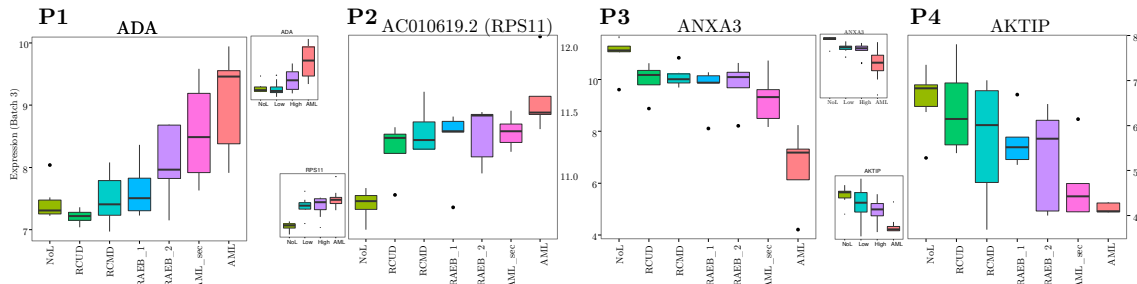 P1
ADA
Expression (Batch 3)
10
9
8
7
NoL
RCUD
RCMD
RAEB_1
RAEB_2
AML_sec
AML
ADA
NoL Low High AML
RPS11
NoL Low High AML
P2
AC010619.2 (RPS11)
12.0
11.5
11.0
NoL
RCUD
RCMD
RAEB_1
RAEB_2
AML_sec
AML
P3
ANXA3
10
8
6
4
NoL
RCUD
RCMD
RAEB_1
RAEB_2
AML_sec
AML
ANXA3
NoL Low High AML
AKTIP
NoL Low High AML
P4
AKTIP
8
7
6
5
4
NoL
RCUD
RCMD
RAEB_1
RAEB_2
AML_sec
AML